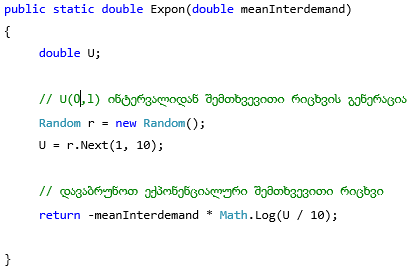 public static double Expon(double meanInterdemand)
{
double U;
// U(0,1) ინტერვალიდან შემთხვევითი რიცხვის გენერაცია
Random r = new Random();
U = r.Next(1, 10);
// დავაბრუნოთ ექპონენციალური შემთხვევითი რიცხვი
return -meanInterdemand * Math.Log(U / 10);
}